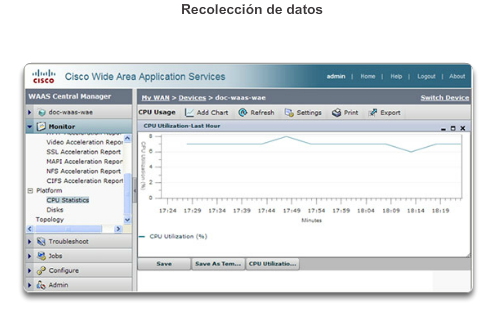 Recolección de datos
cisco Cisco Wide Area Application Services
admin | Home | Help | Logout | About
WAAS Central Manager
My WAN > Devices > doc-waas-wae
Switch Device
doc-waas-wae
CPU Usage Add Chart Refresh Settings Print Export
Monitor
CPU Utilization-Last Hour
Video Acceleration Report
SSL Acceleration Report
MAPI Acceleration Report
NFS Acceleration Report
CIFS Acceleration Report
Platform
CPU Statistics
Disks
Topology
Troubleshoot
Jobs
Configure
Admin
CPU Utilization (%)
8
6
4
2
0
17:24 17:29 17:34 17:39 17:44 17:49 17:54 17:59 18:04 18:09 18:14 18:19
Minutes
CPU Utilization (%)
Save Save As Tem... CPU Utilizatio...